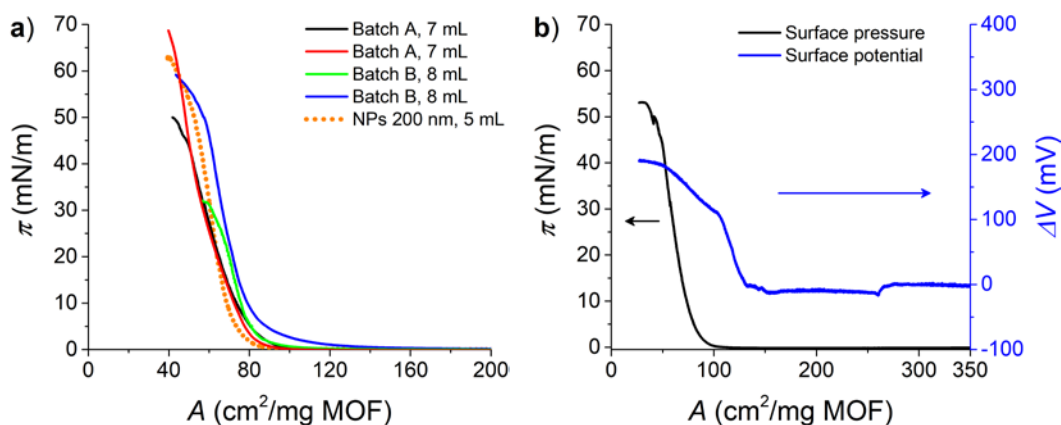 a)
Batch A, 7 mL
Batch A, 7 mL
Batch B, 8 mL
Batch B, 8 mL
NPs 200 nm, 5 mL
70
60
50
40
30
20
10
0
π (mN/m)
0 40 80 120 160 200
A (cm²/mg MOF)
b)
Surface pressure
Surface potential
70
60
50
40
30
20
10
0
π (mN/m)
400
300
200
100
0
-100
ΔV (mV)
0 100 200 300 350
A (cm²/mg MOF)